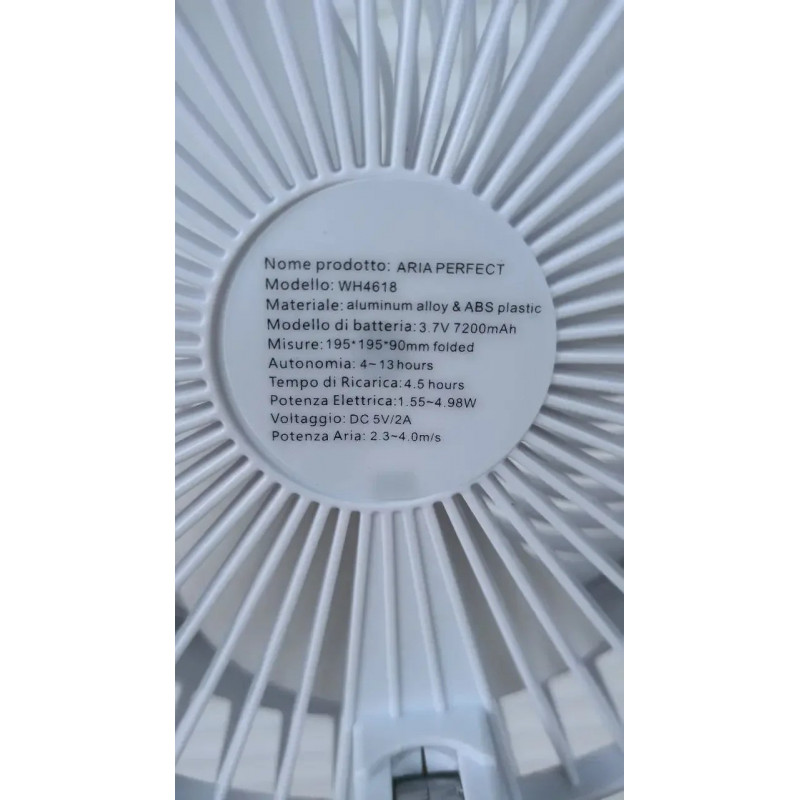 Nome prodotto: ARIA PERFECT
Modello: WH4618
Materiale: aluminum alloy & ABS plastic
Modello di batteria: 3.7V 7200mAh
Misure: 195*195*90mm folded
Autonomia: 4~13 hours
Tempo di Ricarica: 4.5 hours
Potenza Elettrica: 1.55~4.98W
Voltaggio: DC 5V/2A
Potenza Aria: 2.3~4.0m/s